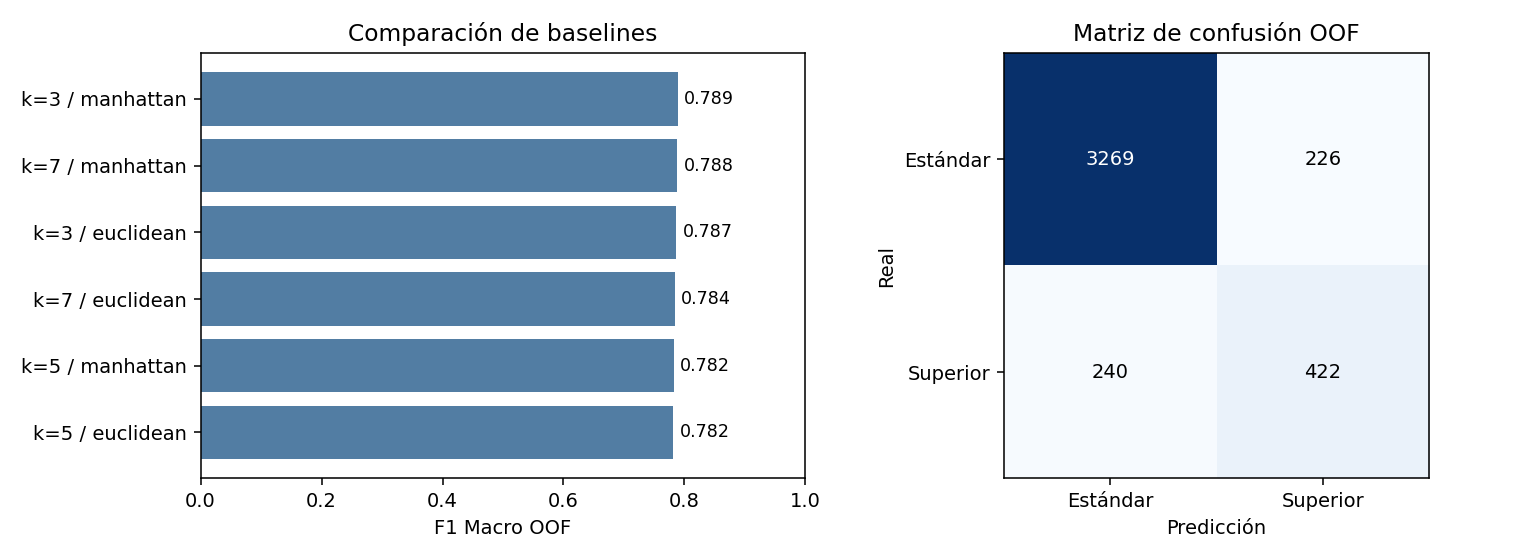 Comparación de baselines
k=3 / manhattan
0.789
k=7 / manhattan
0.788
k=3 / euclidean
0.787
k=7 / euclidean
0.784
k=5 / manhattan
0.782
k=5 / euclidean
0.782
0.0 0.2 0.4 0.6 0.8 1.0
F1 Macro OOF
Matriz de confusión OOF
Real
Estándar
3269 226
Superior
240 422
Estándar Superior
Predicción